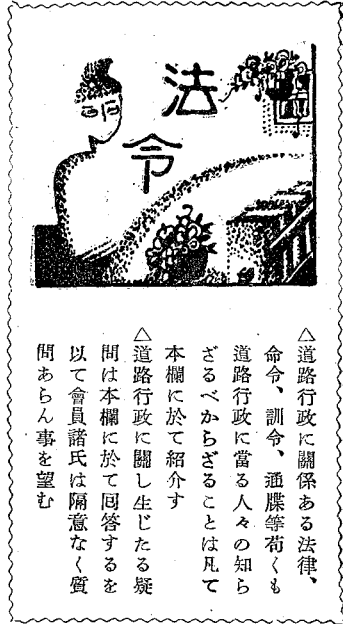 法令
△道路行政に關係ある法律、
命令、訓令、通牒等苟くも
道路行政に當る人々の知ら
ざるべからざることは凡て
本欄に於て紹介す
△道路行政に關し生じたる疑
問は本欄に於て回答するを
以て會員諸氏は隔意なく質
問あらん事を望む